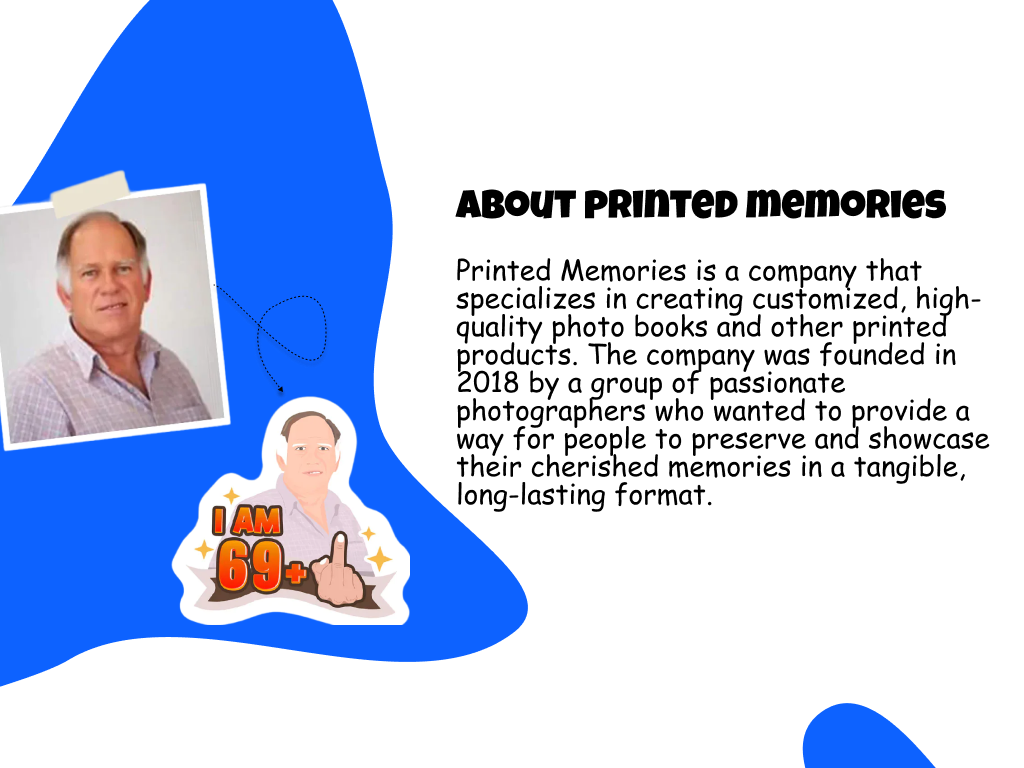 ABOUT PRINTED MEMORIES
Printed Memories is a company that
specializes in creating customized, high-
quality photo books and other printed
products. The company was founded in
2018 by a group of passionate
photographers who wanted to provide a
way for people to preserve and showcase
their cherished memories in a tangible,
long-lasting format.
I AM
69+